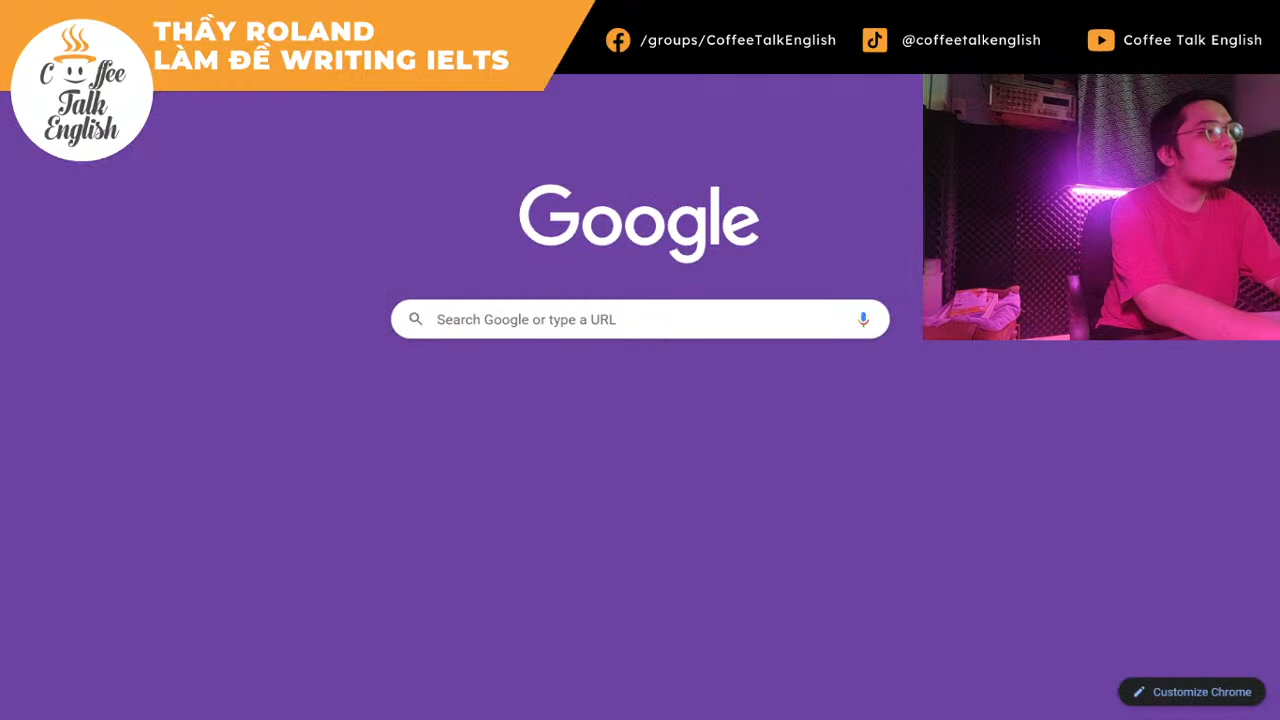 THẦY ROLAND
LÀM ĐỀ WRITING IELTS
Coffee
Talk
English
/groups/CoffeeTalkEnglish
@coffeetalkenglish
Coffee Talk English
Google
Search Google or type a URL
Customize Chrome